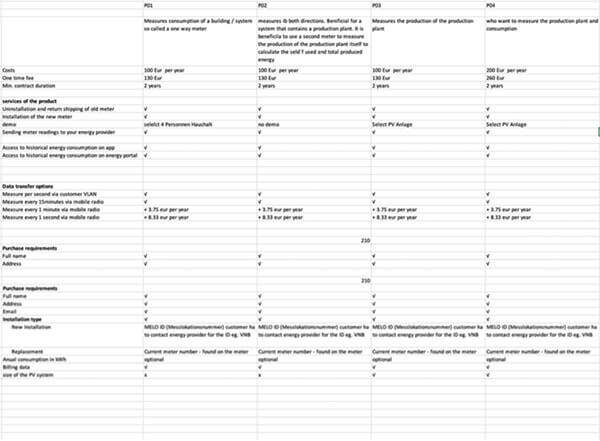 P01 P02 P03 P04
Measures consumption of a building / system measures ib both directions. Benificial for a Measures the production of the production who want to measure the production plant and
so called a one way meter system that contains a production plant. It is plant consumption
beneficila to use a second meter to measure
the production of the production plant itself to
calculate the seld T used and total produced
energy
Costs 100 Eur per year 100 Eur per year 100 Eur per year 200 Eur per year
One time fee 130 Eur 130 Eur 130 Eur 260 Eur
Min. contract duration 2 years 2 years 2 years 2 years
services of the product
Uninstallation and return shipping of old meter √ √ √ √
Installation of the new meter √ √ √ √
demo selelct 4 Personnen Haushalt no demo Select PV Anlage Select PV Anlage
Sending meter readings to your energy provider √ √ √ √
Access to historical energy consumption on app √ √ √ √
Access to historical energy consumption on energy portal √ √ √ √
Data transfer options
Measure per second via customer VLAN √ √ √ √
Measure every 15minutes via mobile radio √ √ √ √
Measure every 1 minute via mobile radio + 3.75 eur per year + 3.75 eur per year + 3.75 eur per year + 3.75 eur per year
Measure every 1 second via mobile radio + 8.33 eur per year + 8.33 eur per year + 8.33 eur per year + 8.33 eur per year
210
Purchase requirements
Full name √ √ √ √
Address √ √ √ √
210
Purchase requirements
Full name √ √ √ √
Address √ √ √ √
Email √ √ √ √
Installation type √ √ √ √
New Installation MELO ID (Messlokationsnummer) customer ha MELO ID (Messlokationsnummer) customer ha MELO ID (Messlokationsnummer) customer ha MELO ID (Messlokationsnummer) customer ha
to contact energy provider for the ID eg. VNB to contact energy provider for the ID eg. VNB to contact energy provider for the ID eg. VNB to contact energy provider for the ID eg. VNB
Replacement Current meter number - found on the meter Current meter number - found on the meter Current meter number - found on the meter Current meter number - found on the meter
Anual consumption in kWh optional optional optional optional
Billing data √ √ √ √
size of the PV system x x √ √